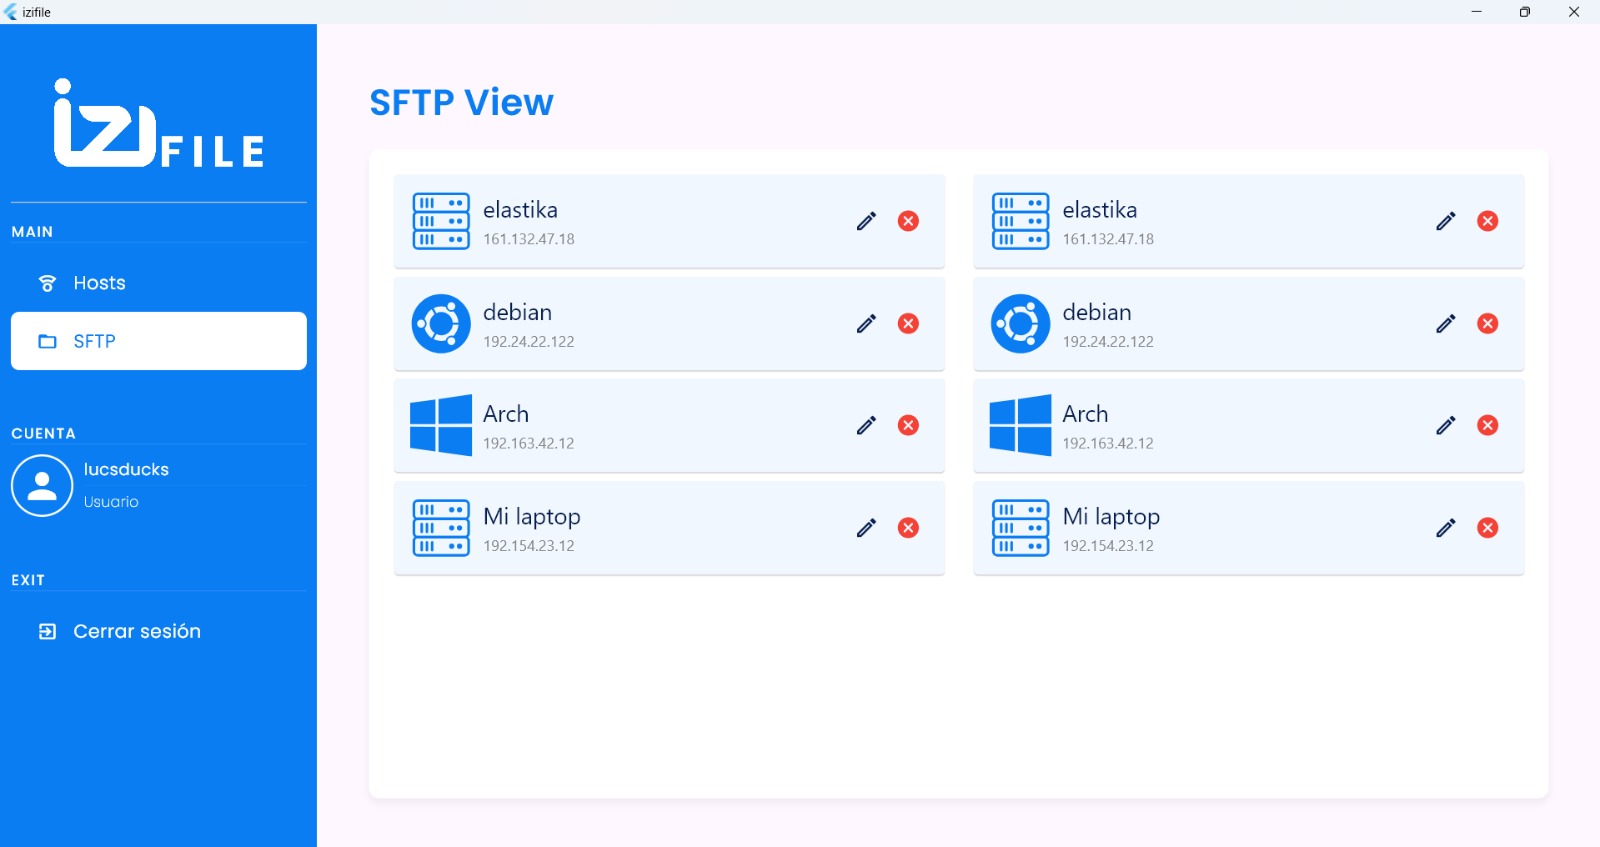 izifile
izi FILE
MAIN
Hosts
SFTP
CUENTA
lucsducks
Usuario
EXIT
Cerrar sesión
SFTP View
elastika
161.132.47.18
debian
192.24.22.122
Arch
192.163.42.12
Mi laptop
192.154.23.12
elastika
161.132.47.18
debian
192.24.22.122
Arch
192.163.42.12
Mi laptop
192.154.23.12